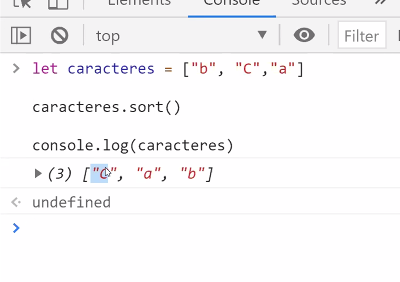 Elements Console Sources
top Filter
let caracteres = ["b", "C","a"]
caracteres.sort()
console.log(caracteres)
(3) ["C", "a", "b"]
undefined